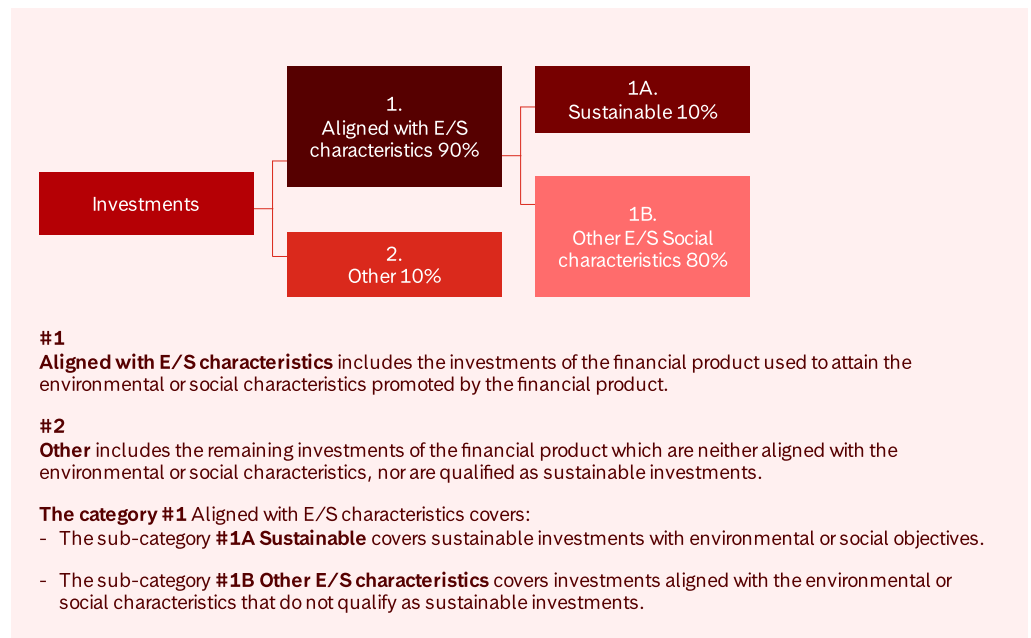 Investments
1.
Aligned with E/S
characteristics 90%
2.
Other 10%
1A.
Sustainable 10%
1B.
Other E/S Social
characteristics 80%
#1
Aligned with E/S characteristics includes the investments of the financial product used to attain the
environmental or social characteristics promoted by the financial product.
#2
Other includes the remaining investments of the financial product which are neither aligned with the
environmental or social characteristics, nor are qualified as sustainable investments.
The category #1 Aligned with E/S characteristics covers:
- The sub-category #1A Sustainable covers sustainable investments with environmental or social objectives.
- The sub-category #1B Other E/S characteristics covers investments aligned with the environmental or
social characteristics that do not qualify as sustainable investments.